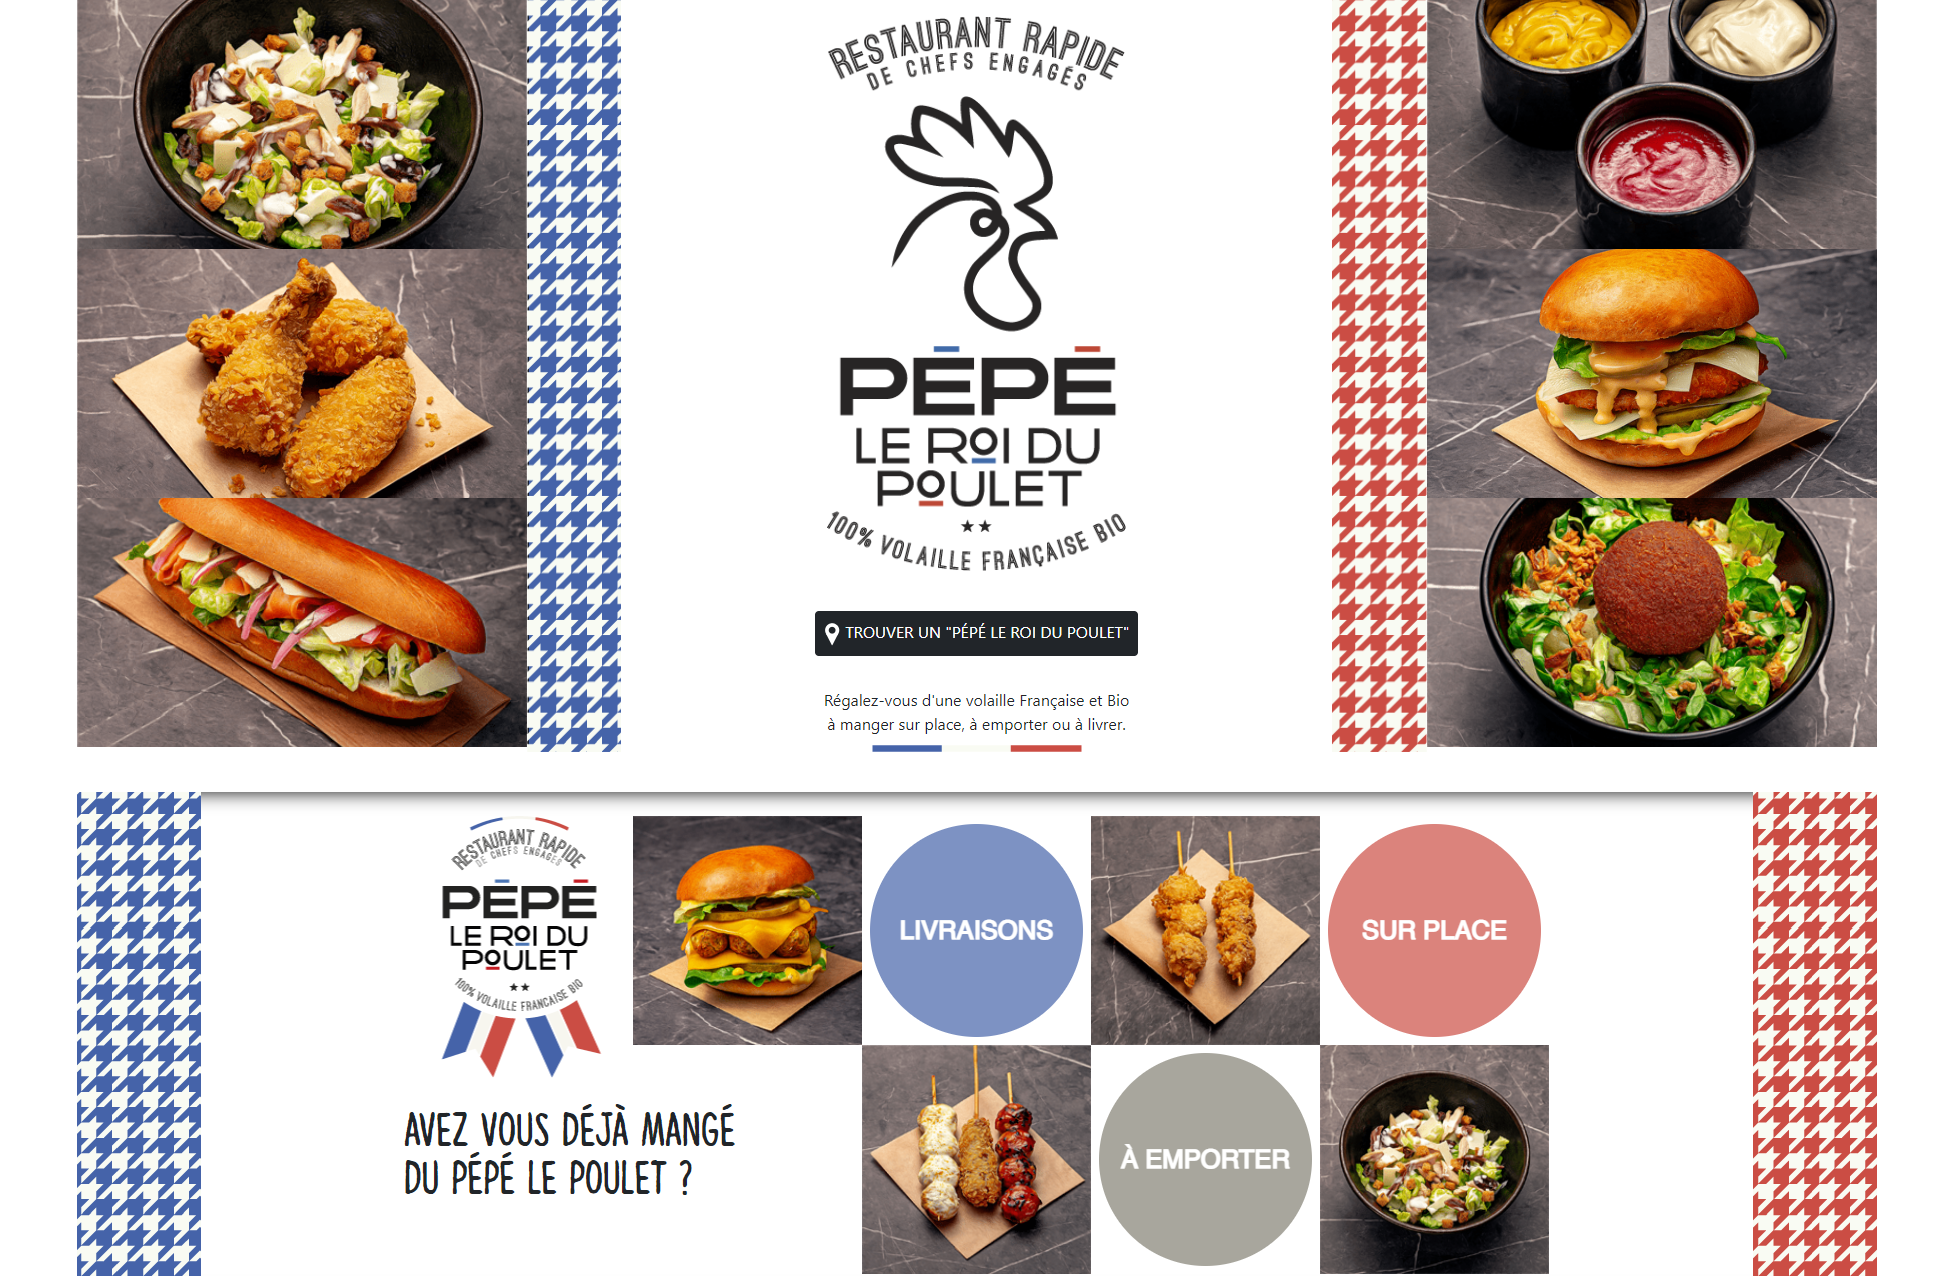 RESTAURANT RAPIDE
DE CHEFS ENGAGÉS
PÉPÉ
LE ROI DU
POULET
100% VOLAILLE FRANÇAISE BIO
TROUVER UN "PÉPÉ LE ROI DU POULET"
Régalez-vous d'une volaille Française et Bio
à manger sur place, à emporter ou à livrer.
RESTAURANT RAPIDE
DE CHEFS ENGAGÉS
PÉPÉ
LE ROI DU
POULET
100% VOLAILLE FRANÇAISE BIO
LIVRAISONS
SUR PLACE
AVEZ VOUS DÉJÀ MANGÉ
DU PÉPÉ LE POULET ?
À EMPORTER